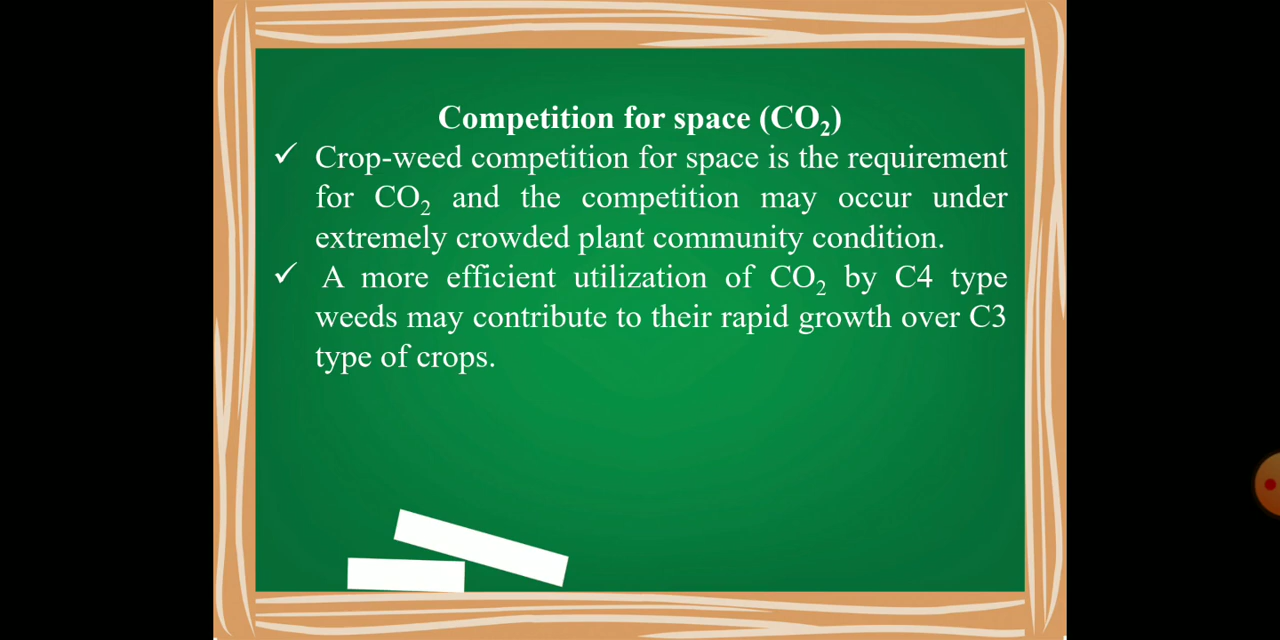 Competition for space (CO₂)
✓ Crop-weed competition for space is the requirement
for CO₂ and the competition may occur under
extremely crowded plant community condition.
✓ A more efficient utilization of CO₂ by C4 type
weeds may contribute to their rapid growth over C3
type of crops.